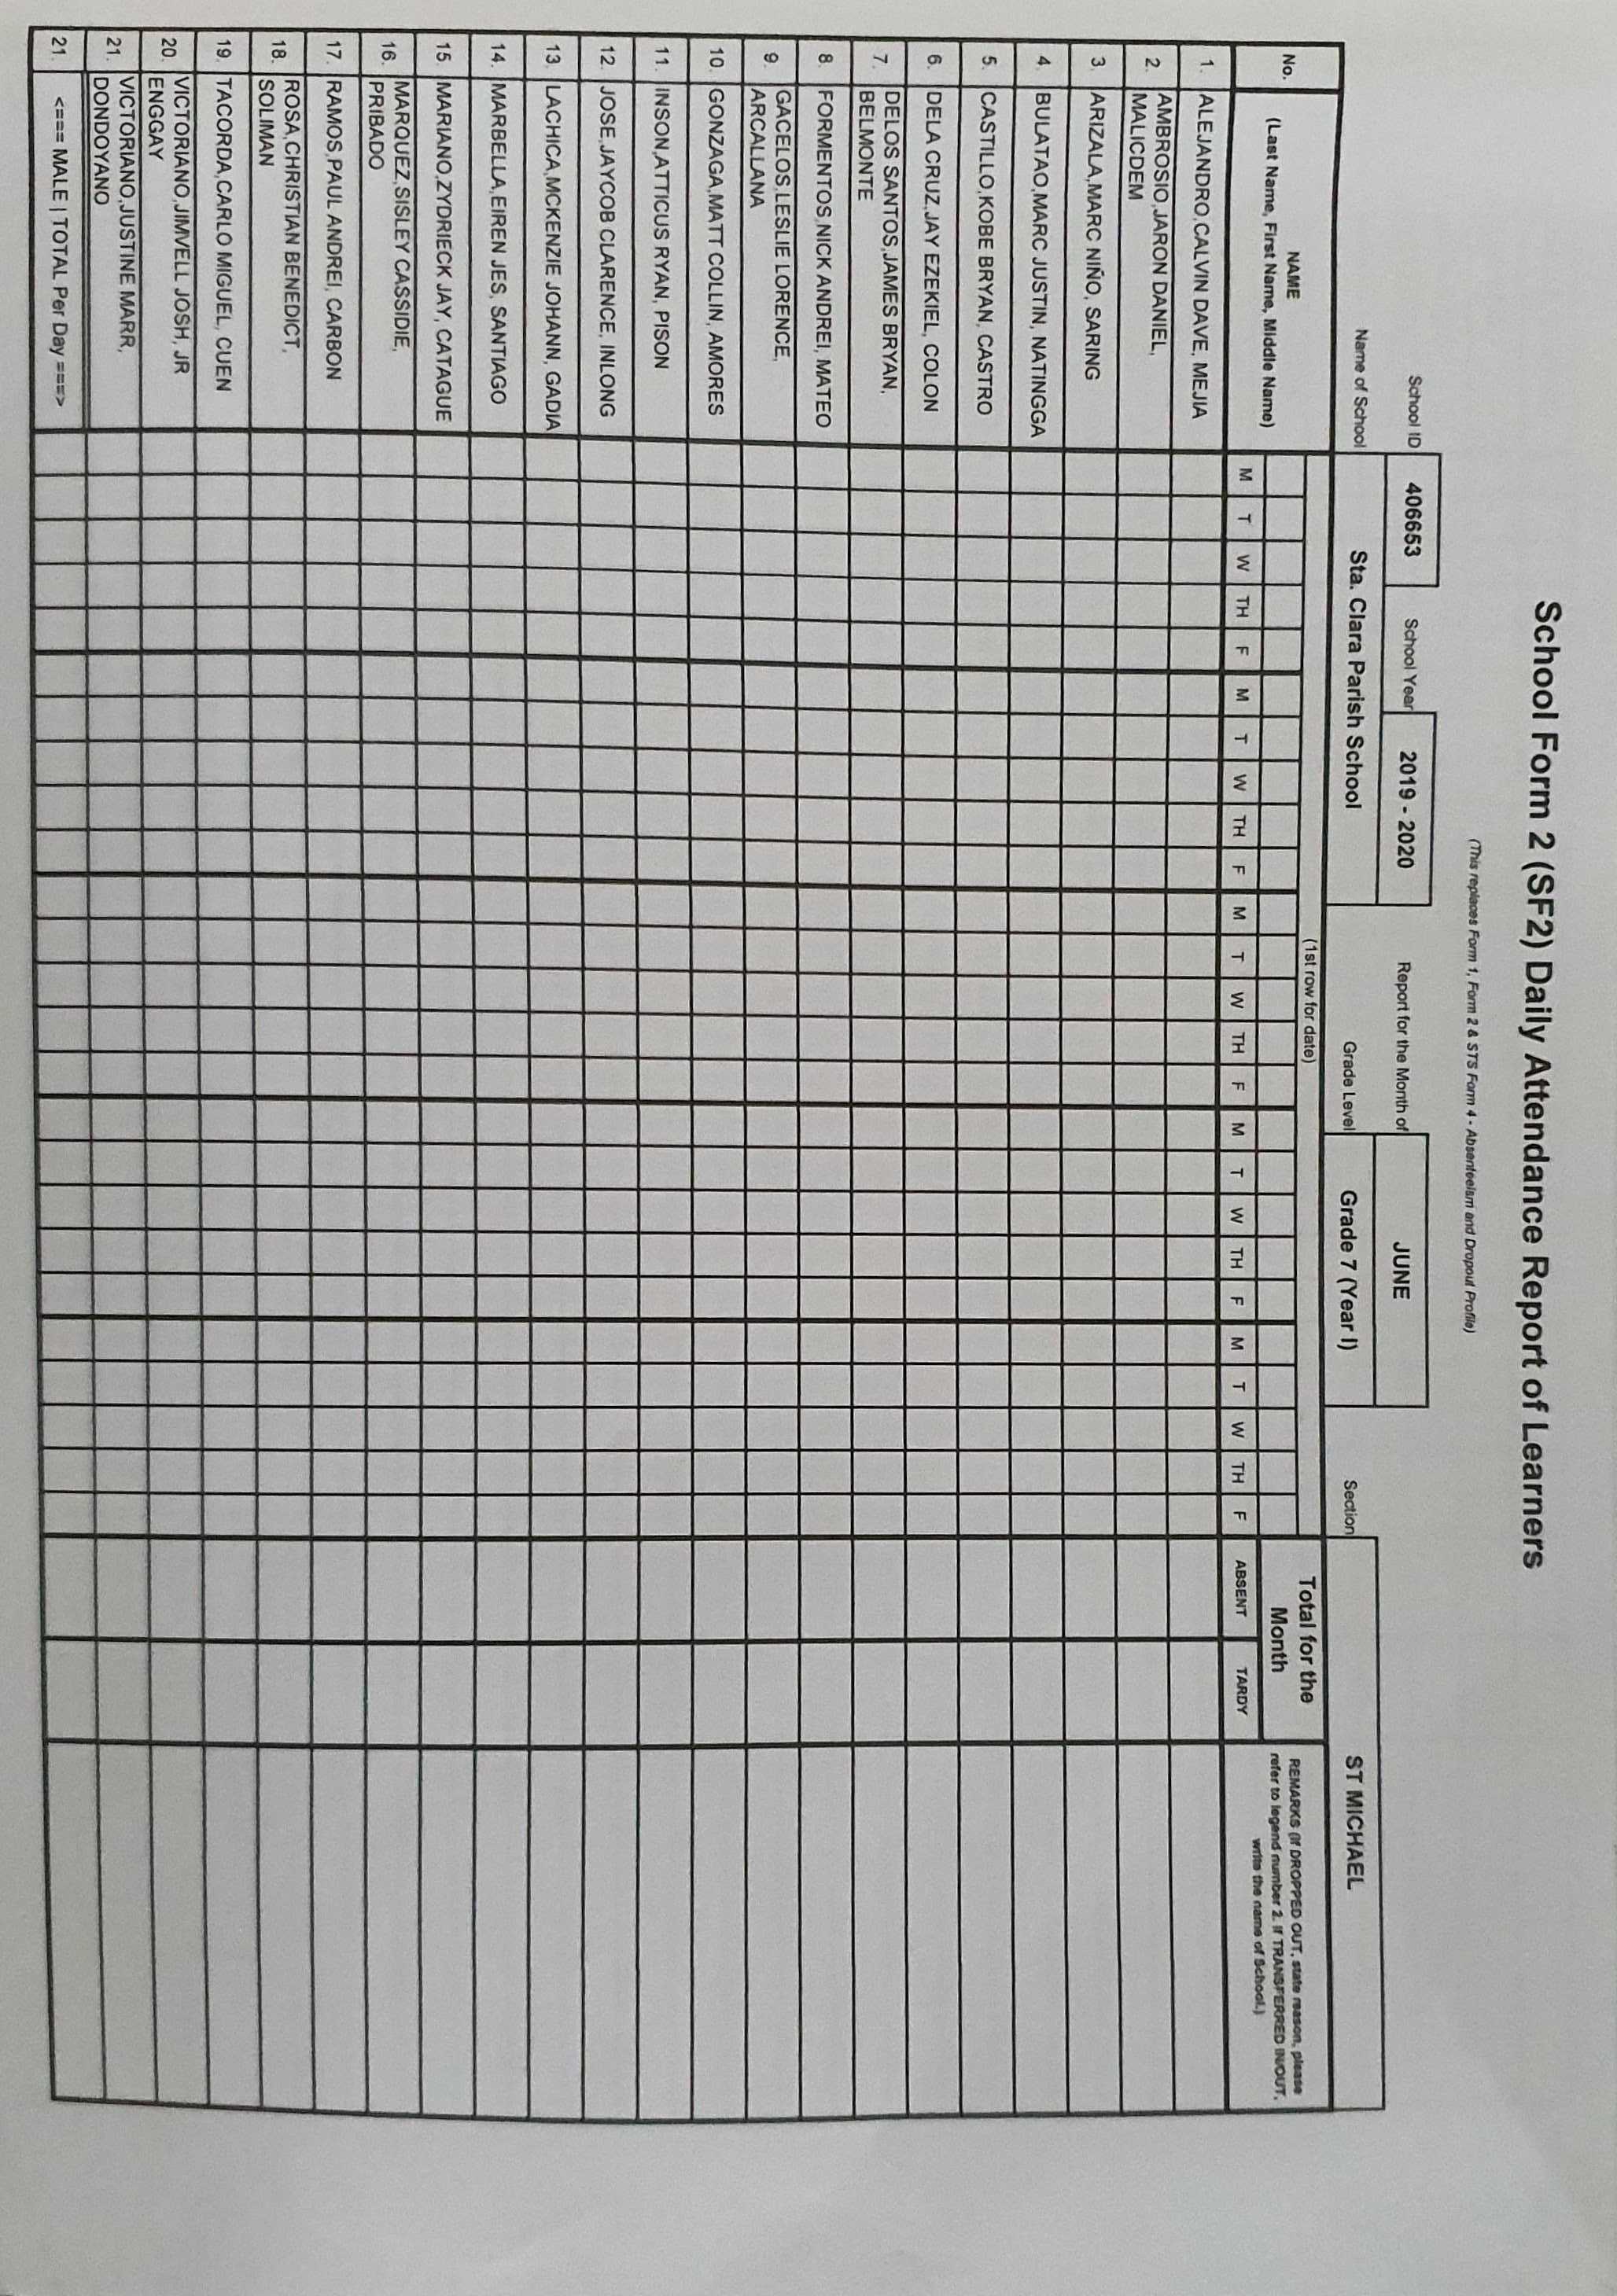 School Form 2 (SF2) Daily Attendance Report of Learners
(This replaces Form 1, Form 2 & STS Form 4 - Absenteeism and Dropout Profile)
School ID 406653 School Year 2019 - 2020 Report for the Month of JUNE
Name of School Sta. Clara Parish School Grade Level Grade 7 (Year I) Section ST MICHAEL
No. NAME
(Last Name, First Name, Middle Name)
(1st row for date)
M T W TH F M T W TH F M T W TH F M T W TH F M T W TH F
Total for the
Month
ABSENT TARDY
REMARKS (If DROPPED OUT, state reason, please
refer to legend number 2. If TRANSFERRED IN/OUT,
write the name of School.)
1. ALEJANDRO,CALVIN DAVE, MEJIA
2. AMBROSIO,JARON DANIEL,
MALICDEM
3. ARIZALA,MARC NIÑO, SARING
4. BULATAO,MARC JUSTIN, NATINGGA
5. CASTILLO,KOBE BRYAN, CASTRO
6. DELA CRUZ,JAY EZEKIEL, COLON
7. DELOS SANTOS,JAMES BRYAN,
BELMONTE
8. FORMENTOS,NICK ANDREI, MATEO
9. GACELOS,LESLIE LORENCE,
ARCALLANA
10. GONZAGA,MATT COLLIN, AMORES
11. INSON,ATTICUS RYAN, PISON
12. JOSE,JAYCOB CLARENCE, INLONG
13. LACHICA,MCKENZIE JOHANN, GADIA
14. MARBELLA,EIREN JES, SANTIAGO
15. MARIANO,ZYDRIECK JAY, CATAGUE
16. MARQUEZ,SISLEY CASSIDIE,
PRIBADO
17. RAMOS,PAUL ANDREI, CARBON
18. ROSA,CHRISTIAN BENEDICT,
SOLIMAN
19. TACORDA,CARLO MIGUEL, CUEN
20. VICTORIANO,JIMVELL JOSH, JR
ENGGAY
21. VICTORIANO,JUSTINE MARR,
DONDOYANO
21. <=== MALE | TOTAL Per Day ===>